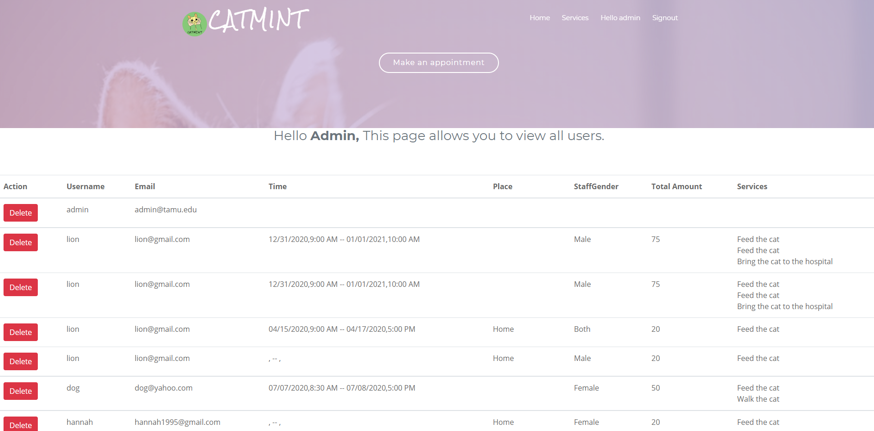 CATMINT
Home Services Hello admin Signout
Make an appointment
Hello Admin, This page allows you to view all users.
Action Username Email Time Place StaffGender Total Amount Services
Delete admin admin@tamu.edu
Delete lion lion@gmail.com 12/31/2020,9:00 AM -- 01/01/2021,10:00 AM Male 75 Feed the cat
Feed the cat
Bring the cat to the hospital
Delete lion lion@gmail.com 12/31/2020,9:00 AM -- 01/01/2021,10:00 AM Male 75 Feed the cat
Feed the cat
Bring the cat to the hospital
Delete lion lion@gmail.com 04/15/2020,9:00 AM -- 04/17/2020,5:00 PM Home Both 20 Feed the cat
Delete lion lion@gmail.com , -- , Home Male 20 Feed the cat
Delete dog dog@yahoo.com 07/07/2020,8:30 AM -- 07/08/2020,5:00 PM Female 50 Feed the cat
Walk the cat
Delete hannah hannah1995@gmail.com , -- , Home Female 20 Feed the cat